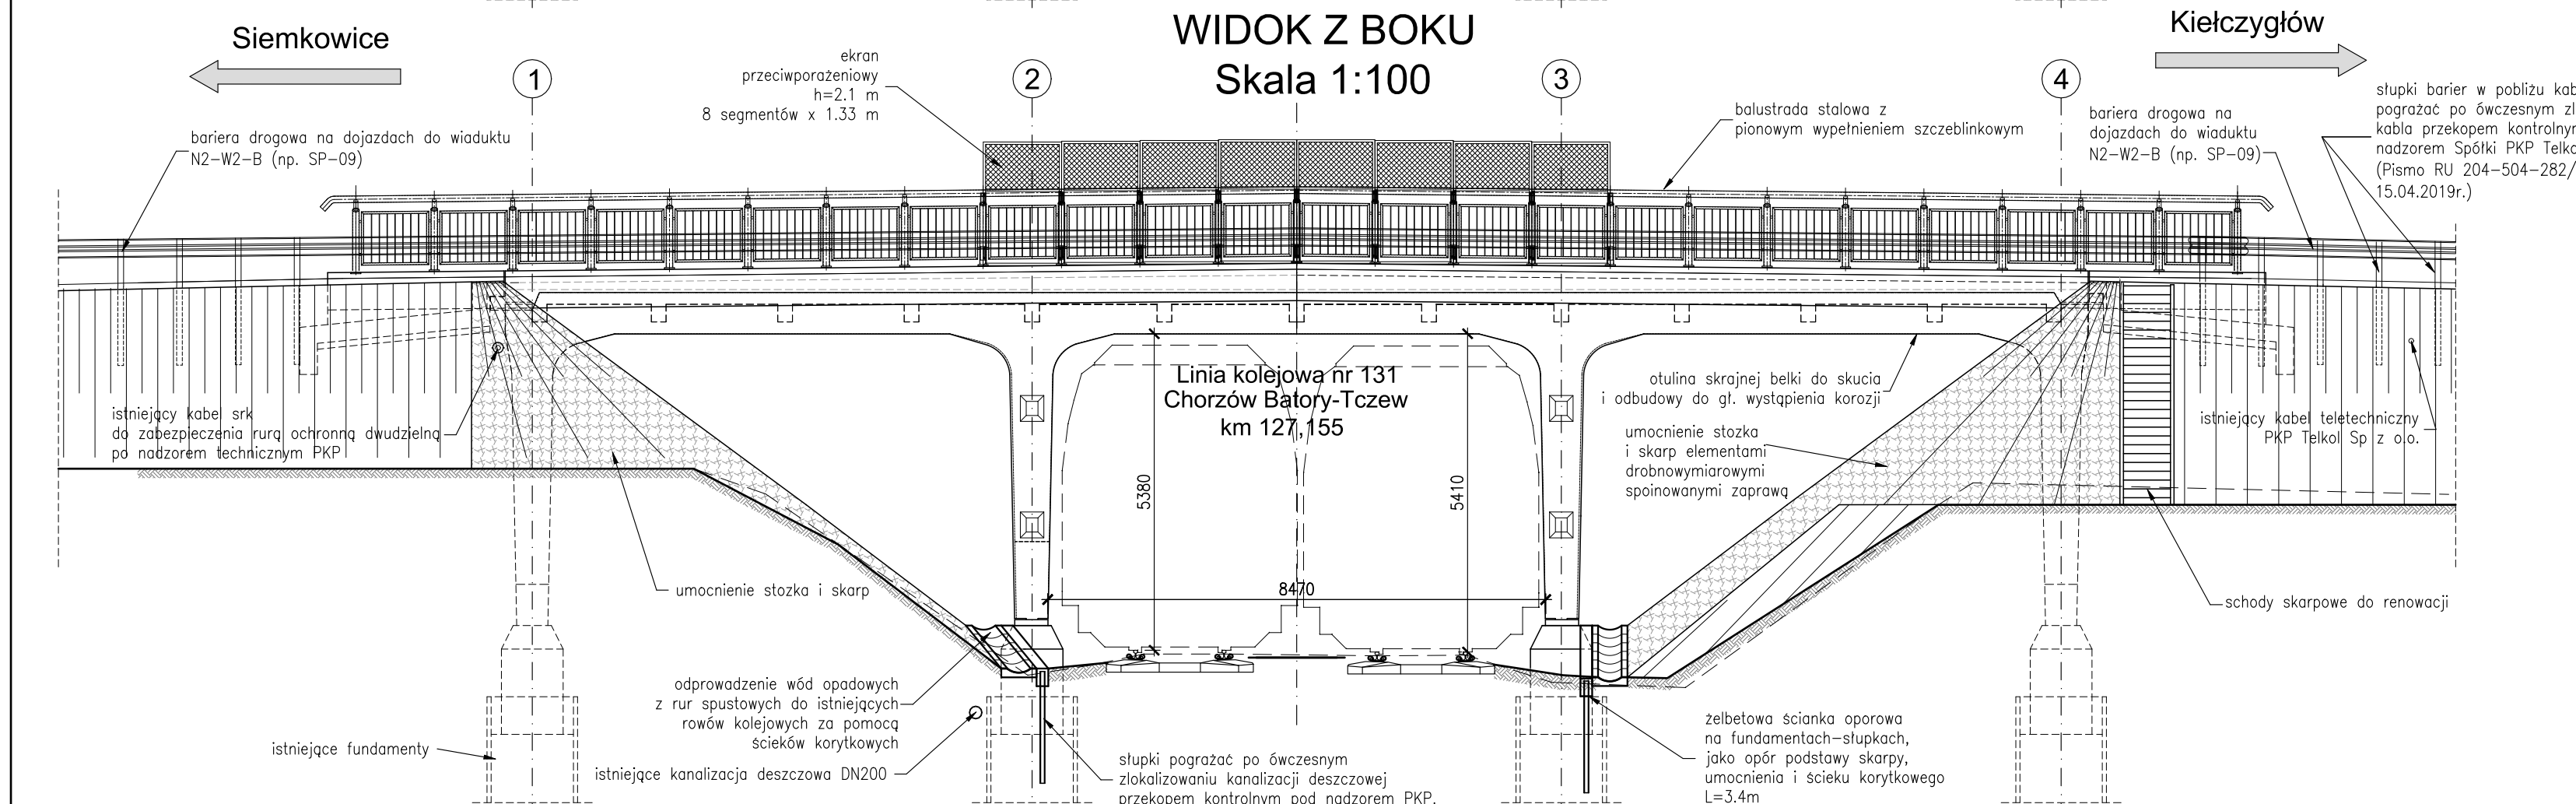 WIDOK Z BOKU
Skala 1:100
Siemkowice
Kiełczygłów
1
2
3
4
ekran
przeciwporażeniowy
h=2.1 m
8 segmentów x 1.33 m
bariera drogowa na dojazdach do wiaduktu
N2-W2-B (np. SP-09)
balustrada stalowa z
pionowym wypełnieniem szczeblinkowym
bariera drogowa na
dojazdach do wiaduktu
N2-W2-B (np. SP-09)
słupki barier w pobliżu kab
pogrążać po ówczesnym zl
kabla przekopem kontrolnym
nadzorem Spółki PKP Telko
(Pismo RU 204-504-282/
15.04.2019r.)
Linia kolejowa nr 131
Chorzów Batory-Tczew
km 127,155
5380
5410
8470
istniejący kabel srk
do zabezpieczenia rurą ochronną dwudzielną
po nadzorem technicznym PKP
otulina skrajnej belki do skucia
i odbudowy do gł. wystąpienia korozji
umocnienie stozka
i skarp elementami
drobnowymiarowymi
spoinowanymi zaprawą
istniejący kabel teletechniczny
PKP Telkol Sp z o.o.
umocnienie stozka i skarp
schody skarpowe do renowacji
odprowadzenie wód opadowych
z rur spustowych do istniejących
rowów kolejowych za pomocą
ścieków korytkowych
istniejące fundamenty
istniejące kanalizacja deszczowa DN200
słupki pogrążać po ówczesnym
zlokalizowaniu kanalizacji deszczowej
przekopem kontrolnym pod nadzorem PKP.
żelbetowa ścianka oporowa
na fundamentach-słupkach,
jako opór podstawy skarpy,
umocnienia i ścieku korytkowego
L=3.4m